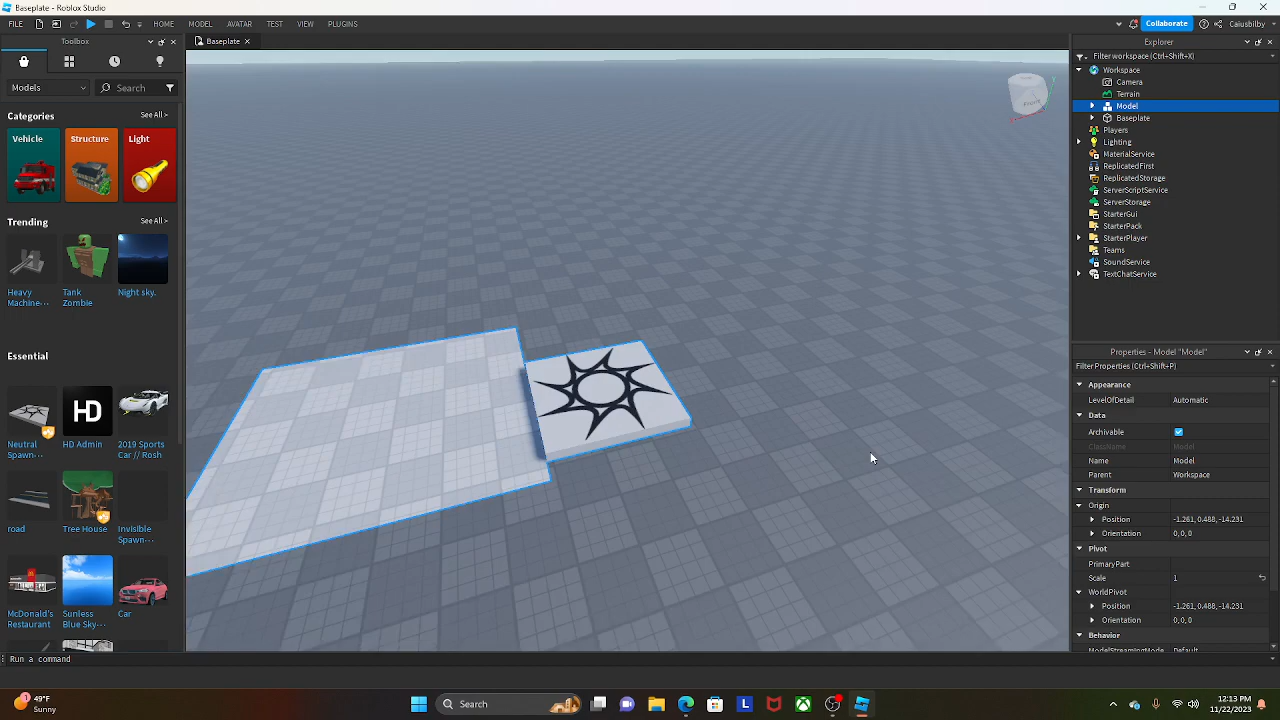 Baseplate - Roblox Studio
FILE HOME MODEL AVATAR TEST VIEW PLUGINS Collaborate Caiusbilby
Toolbox
Baseplate
Explorer
Models Search
Filter workspace (Ctrl+Shift+X)
Categories See All >
Vehicle Structure Light
Trending See All >
Heavy Machine··· Tank Zombie Night sky.
Essential
Neutral Spawn··· HD Admin 2019 Sports Car // Rosh
HD
road Tree House Invisible Spawn···
McDonald's Restaurant Sunless Blue Sky··· Car
Workspace
Camera
Terrain
Model
Baseplate
Players
Lighting
MaterialService
ReplicatedFirst
ReplicatedStorage
ServerScriptService
ServerStorage
StarterGui
StarterPack
StarterPlayer
Teams
SoundService
TextChatService
Properties - Model "Model"
Filter Properties (Ctrl+Shift+P)
Appearance
LevelOfDetail Automatic
Data
Archivable
ClassName Model
Name Model
Parent Workspace
Transform
Origin
Position -1.261, 0.488, -14.231
Orientation 0, 0, 0
Pivot
PrimaryPart
Scale 1
WorldPivot
Position -1.261, 0.488, -14.231
Orientation 0, 0, 0
Behavior
ModelStreamingMode Default
Run a command
49°F
Sunny
Search
12:13 PM
11/22/2023